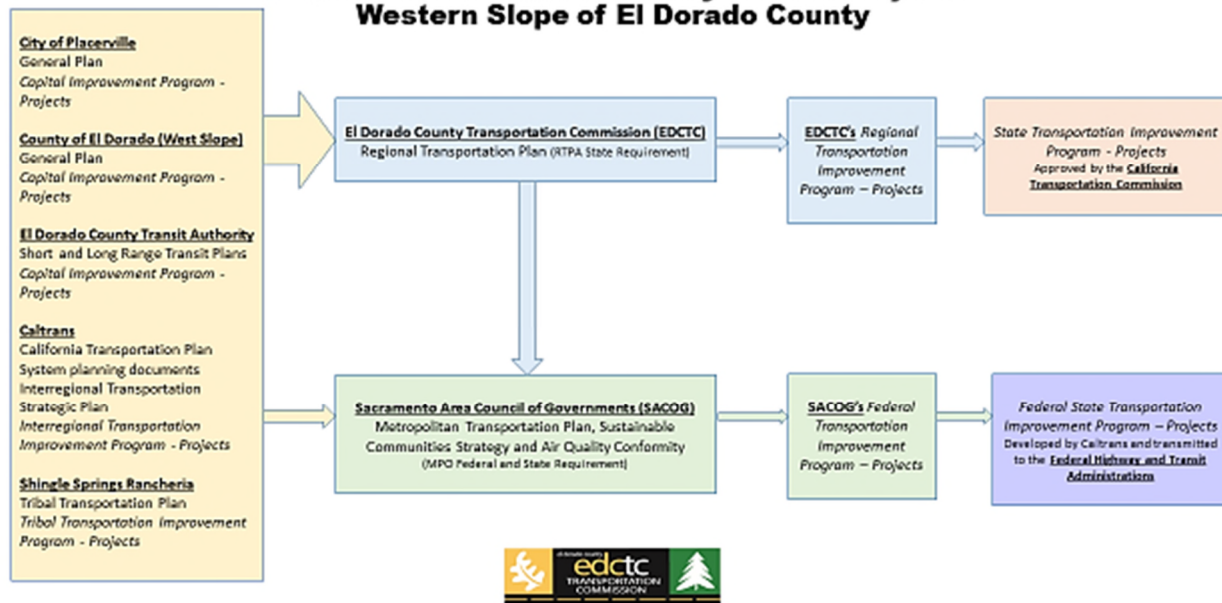 Western Slope of El Dorado County
City of Placerville
General Plan
Capital Improvement Program -
Projects
County of El Dorado (West Slope)
General Plan
Capital Improvement Program -
Projects
El Dorado County Transit Authority
Short and Long Range Transit Plans
Capital Improvement Program -
Projects
Caltrans
California Transportation Plan
System planning documents
Interregional Transportation
Strategic Plan
Interregional Transportation
Improvement Program - Projects
Shingle Springs Rancheria
Tribal Transportation Plan
Tribal Transportation Improvement
Program - Projects
El Dorado County Transportation Commission (EDCTC)
Regional Transportation Plan (RTPA State Requirement)
EDCTC's Regional
Transportation
Improvement
Program – Projects
State Transportation Improvement
Program - Projects
Approved by the California
Transportation Commission
Sacramento Area Council of Governments (SACOG)
Metropolitan Transportation Plan, Sustainable
Communities Strategy and Air Quality Conformity
(MPO Federal and State Requirement)
SACOG's Federal
Transportation
Improvement
Program – Projects
Federal State Transportation
Improvement Program – Projects
Developed by Caltrans and transmitted
to the Federal Highway and Transit
Administrations
el dorado county
edctc
TRANSPORTATION
COMMISSION